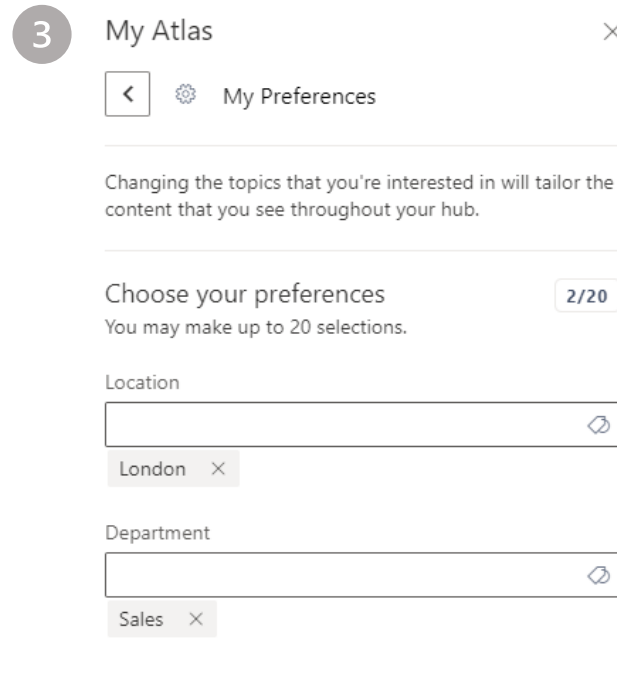 3
My Atlas
My Preferences
Changing the topics that you're interested in will tailor the
content that you see throughout your hub.
Choose your preferences
2/20
You may make up to 20 selections.
Location
London
Department
Sales